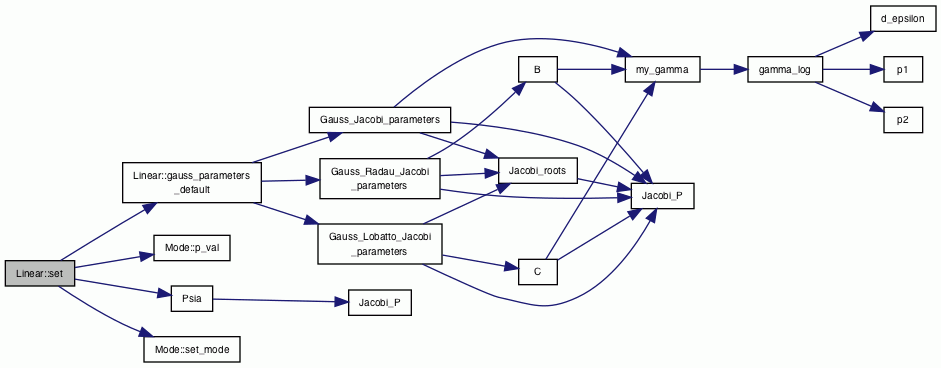 d_epsilon
B
my_gamma
gamma_log
p1
Gauss_Jacobi_parameters
p2
Linear::gauss_parameters
_default
Gauss_Radau_Jacobi
_parameters
Jacobi_roots
Jacobi_P
Mode::p_val
Gauss_Lobatto_Jacobi
_parameters
Linear::set
C
Psia
Jacobi_P
Mode::set_mode